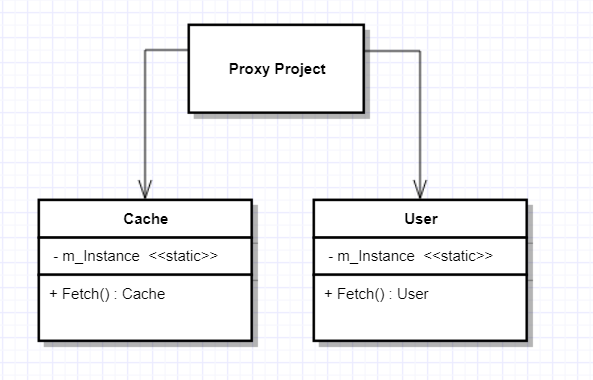 Proxy Project
Cache
- m_Instance <<static>>
+ Fetch() : Cache
User
- m_Instance <<static>>
+ Fetch() : User